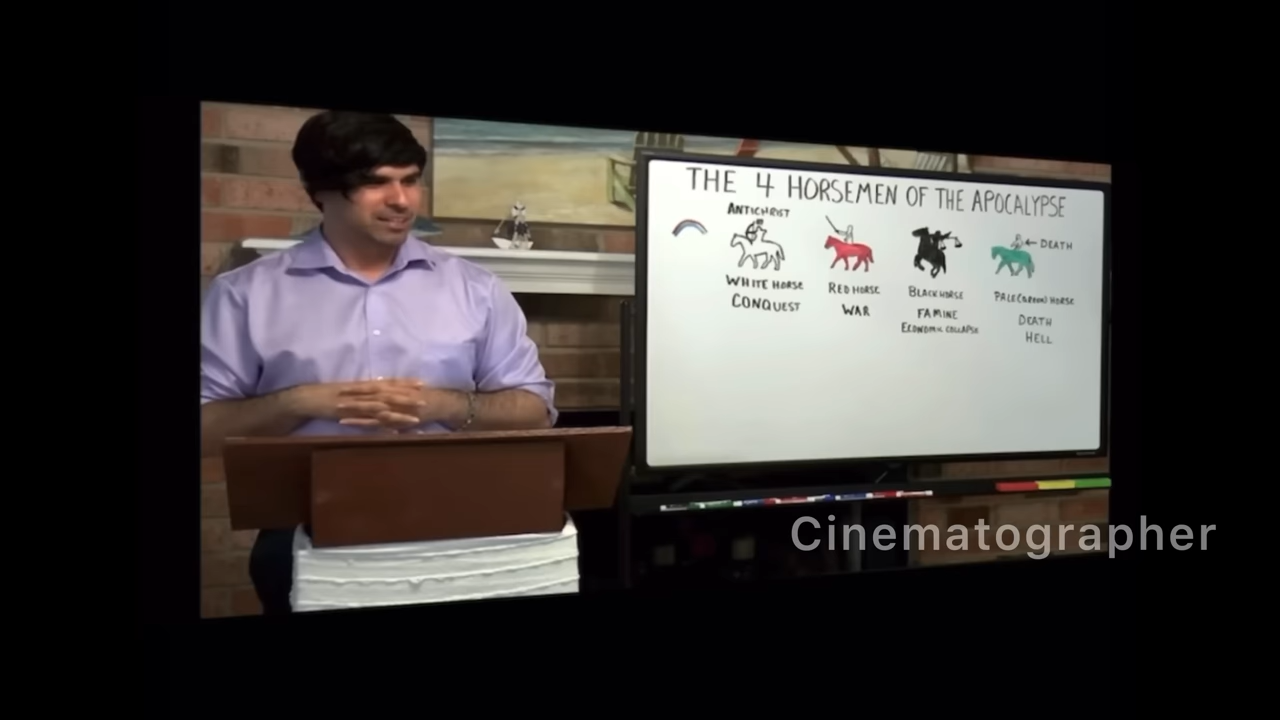 THE 4 HORSEMEN OF THE APOCALYPSE
ANTICHRIST
← DEATH
WHITE HORSE
CONQUEST
RED HORSE
WAR
BLACK HORSE
FAMINE
ECONOMIC COLLAPSE
PALE (GREEN) HORSE
DEATH
HELL
Cinematographer